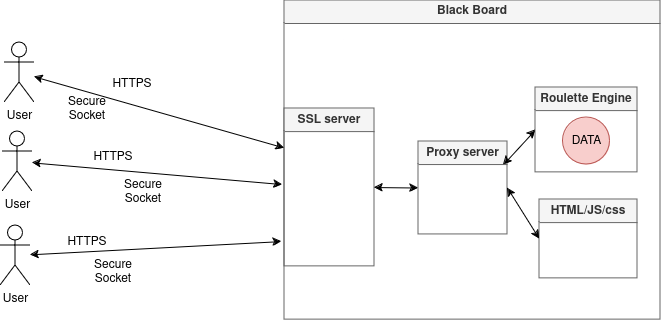 Black Board
HTTPS
Secure
Socket
User
SSL server
Roulette Engine
DATA
Proxy server
HTTPS
Secure
Socket
User
HTML/JS/css
HTTPS
Secure
Socket
User